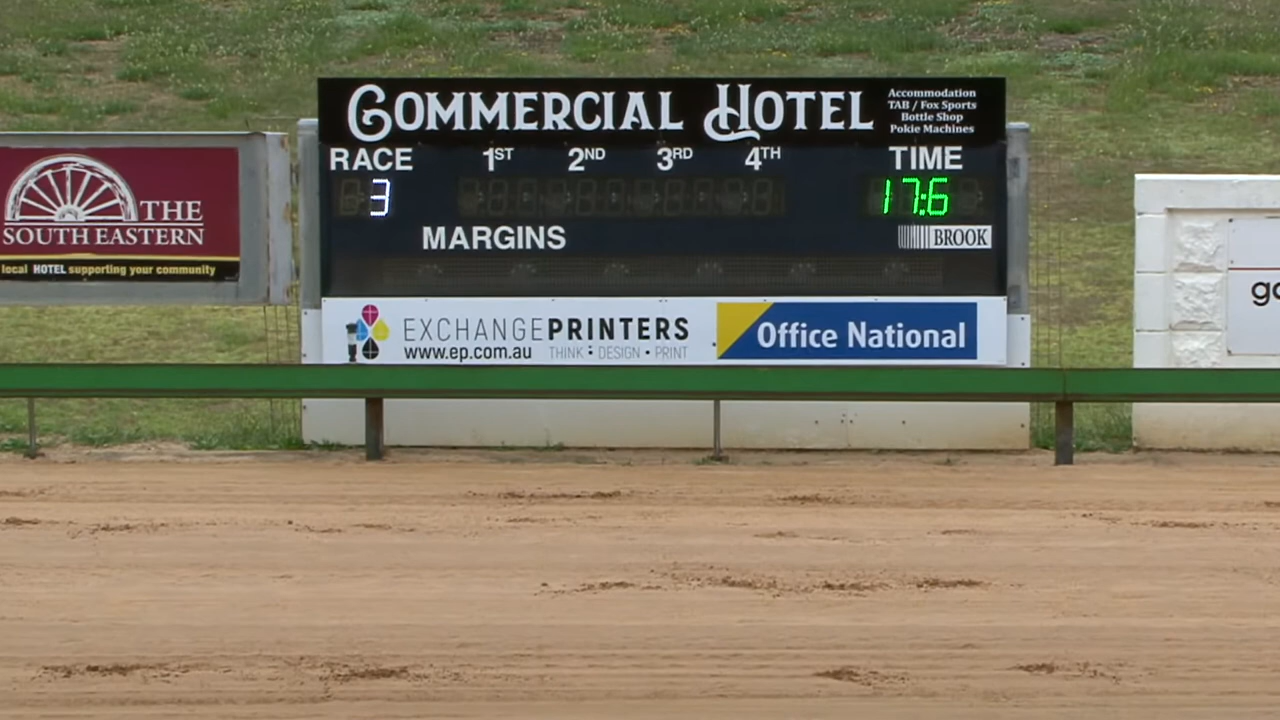 COMMERCIAL HOTEL
Accommodation
TAB / Fox Sports
Bottle Shop
Pokie Machines
RACE 1ST 2ND 3RD 4TH TIME
3 17:6
MARGINS
BROOK
THE
SOUTH EASTERN
local HOTEL supporting your community
EXCHANGEPRINTERS
www.ep.com.au THINK : DESIGN • PRINT
Office National